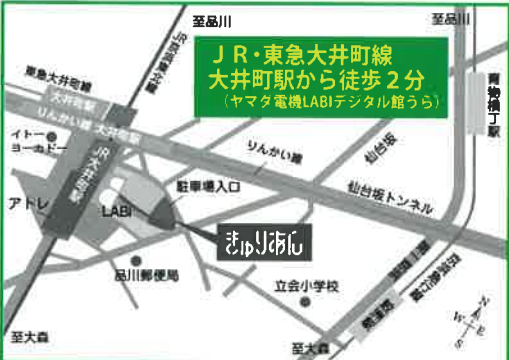 至品川
至品川
JR・東急大井町線
大井町駅から徒歩2分
(ヤマダ電機LABIデジタル館うら)
JR京浜東北線
東急大井町線
大井町駅
りんかい線 大井町駅
イトー
ヨーカドー
JR大井町駅
りんかい線
仙台坂
青物横丁駅
駐車場入口
仙台坂トンネル
アトレ
LABI
きゅりあん
品川郵便局
立会小学校
京浜急行線
至大森
至大森
N
E
W
S